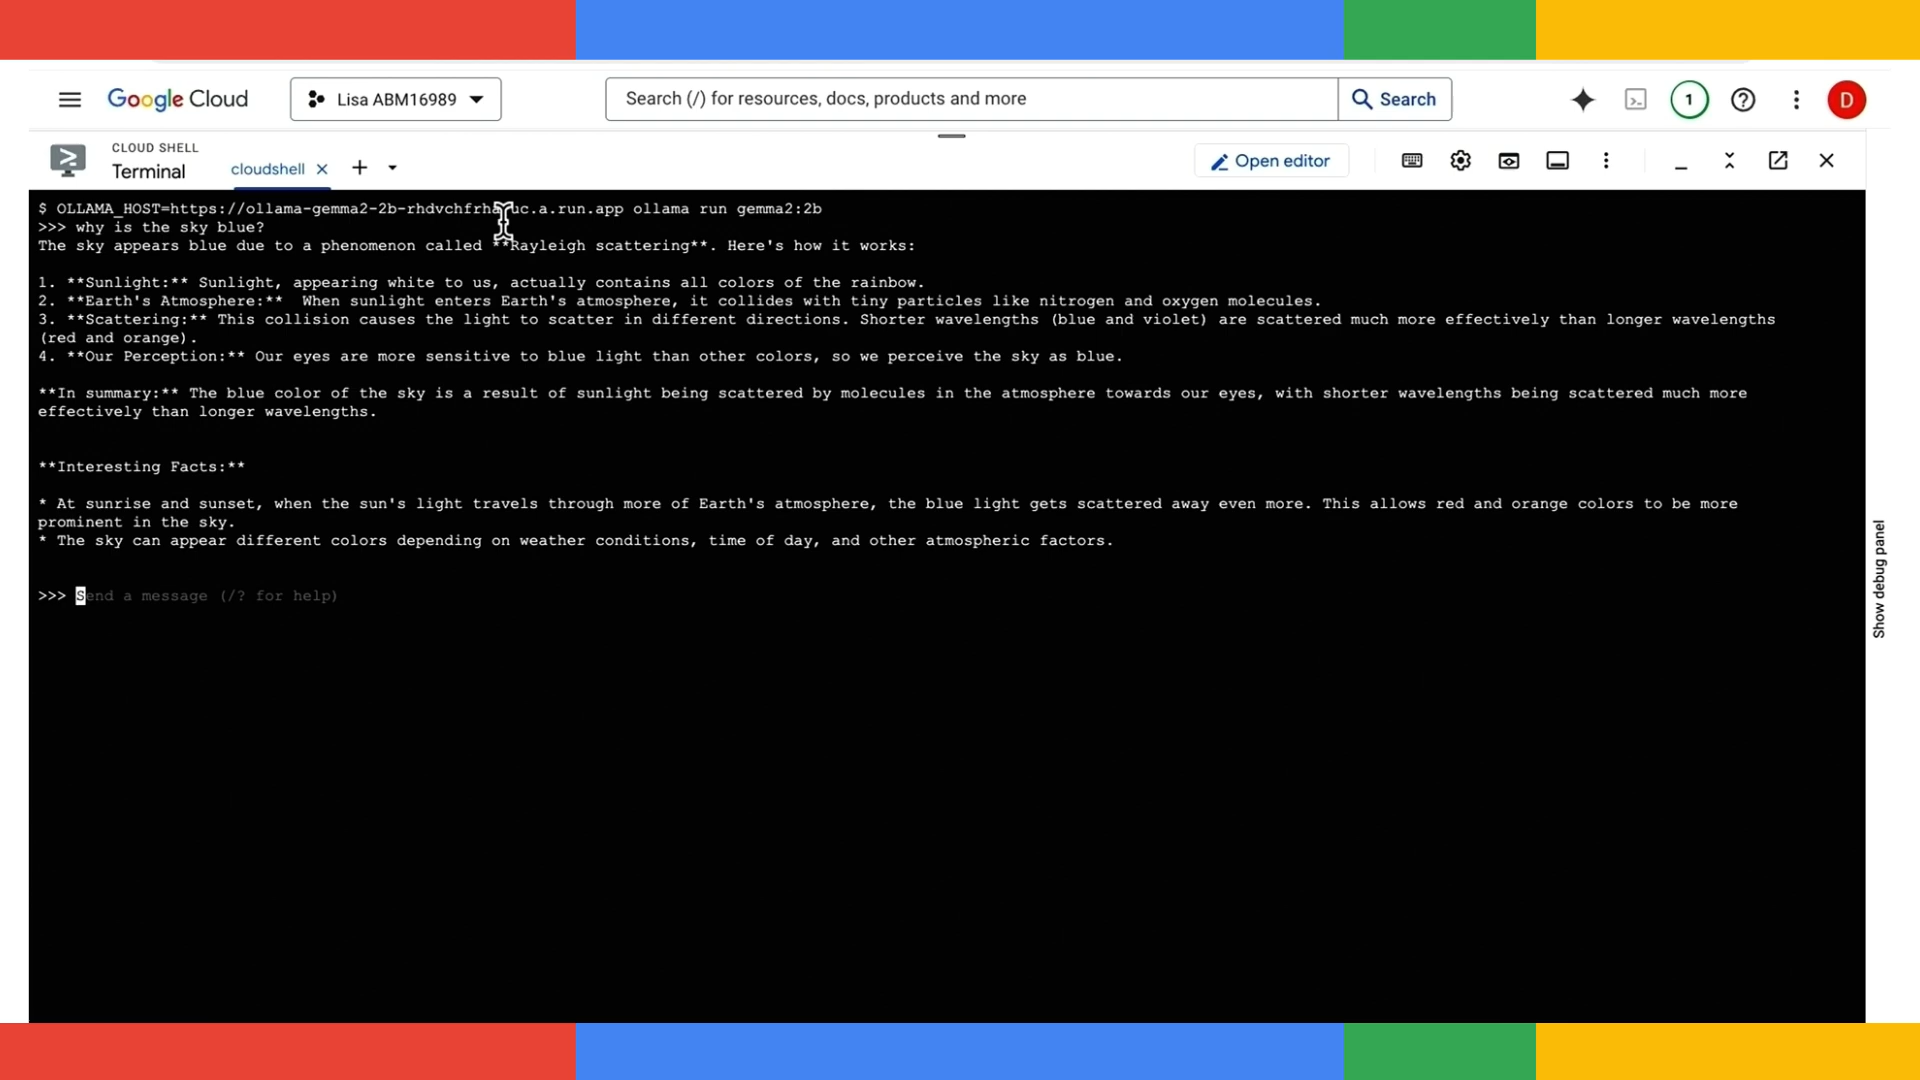 Google Cloud
Lisa ABM16989
Search (/) for resources, docs, products and more
Search
1
D
CLOUD SHELL
Terminal
cloudshell
Open editor
$ OLLAMA_HOST=https:// ollama run gemma2:2b
>>> why is the sky blue?
The sky appears blue due to a phenomenon called **Rayleigh scattering**. Here's how it works:
1. **Sunlight:** Sunlight, appearing white to us, actually contains all colors of the rainbow.
2. **Earth's Atmosphere:**  When sunlight enters Earth's atmosphere, it collides with tiny particles like nitrogen and oxygen molecules.
3. **Scattering:** This collision causes the light to scatter in different directions. Shorter wavelengths (blue and violet) are scattered much more effectively than longer wavelengths
(red and orange).
4. **Our Perception:** Our eyes are more sensitive to blue light than other colors, so we perceive the sky as blue.
**In summary:** The blue color of the sky is a result of sunlight being scattered by molecules in the atmosphere towards our eyes, with shorter wavelengths being scattered much more
effectively than longer wavelengths.
**Interesting Facts:**
* At sunrise and sunset, when the sun's light travels through more of Earth's atmosphere, the blue light gets scattered away even more. This allows red and orange colors to be more
prominent in the sky.
* The sky can appear different colors depending on weather conditions, time of day, and other atmospheric factors.
>>> Send a message (/? for help)
Show debug panel